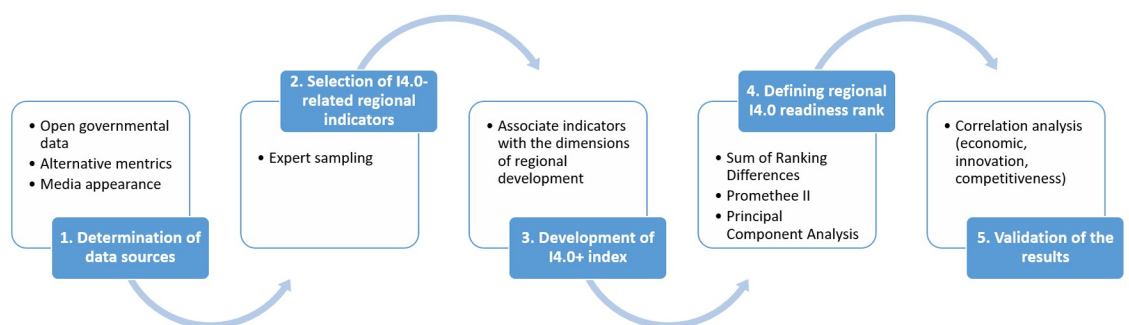 • Open governmental
data
• Alternative mentrics
• Media appearance
1. Determination of
data sources
2. Selection of I4.0-
related regional
indicators
• Expert sampling
• Associate indicators
with the dimensions
of regional
development
3. Development of
I4.0+ index
4. Defining regional
I4.0 readiness rank
• Sum of Ranking
Differences
• Promethee II
• Principal
Component Analysis
• Correlation analysis
(economic,
innovation,
competitiveness)
5. Validation of the
results